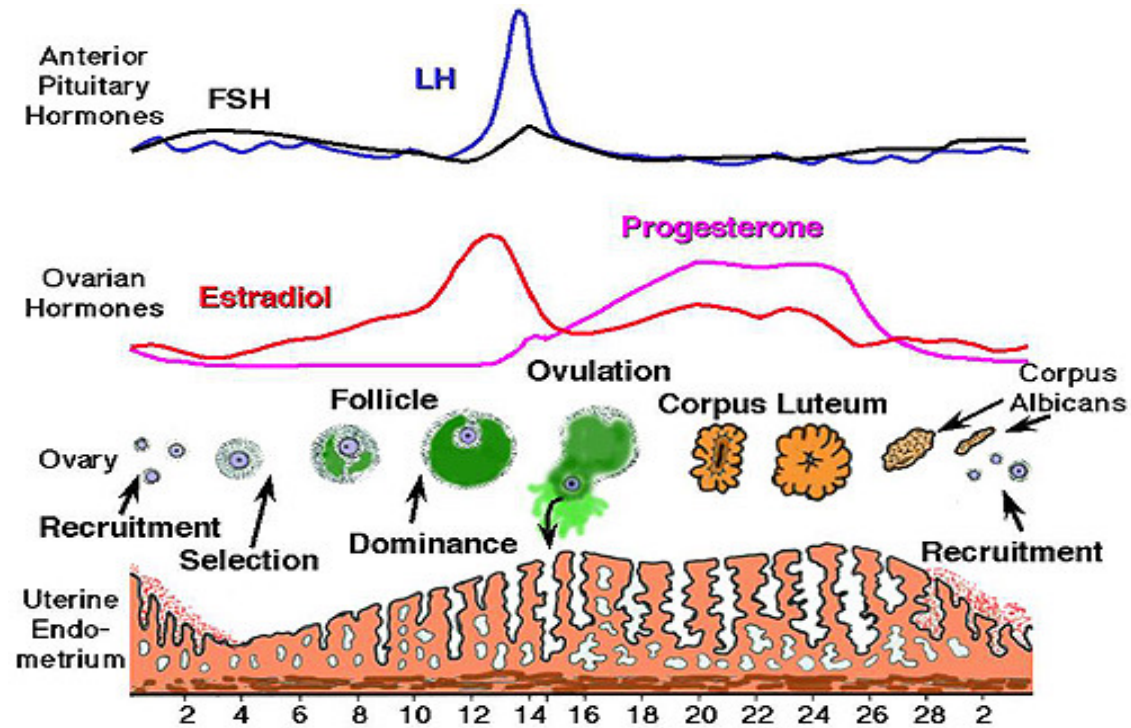 Anterior
Pituitary
Hormones
FSH
LH
Ovarian
Hormones
Estradiol
Progesterone
Ovary
Follicle
Ovulation
Corpus Luteum
Corpus
Albicans
Recruitment
Selection
Dominance
Recruitment
Uterine
Endo-
metrium
2 4 6 8 10 12 14 16 18 20 22 24 26 28 2